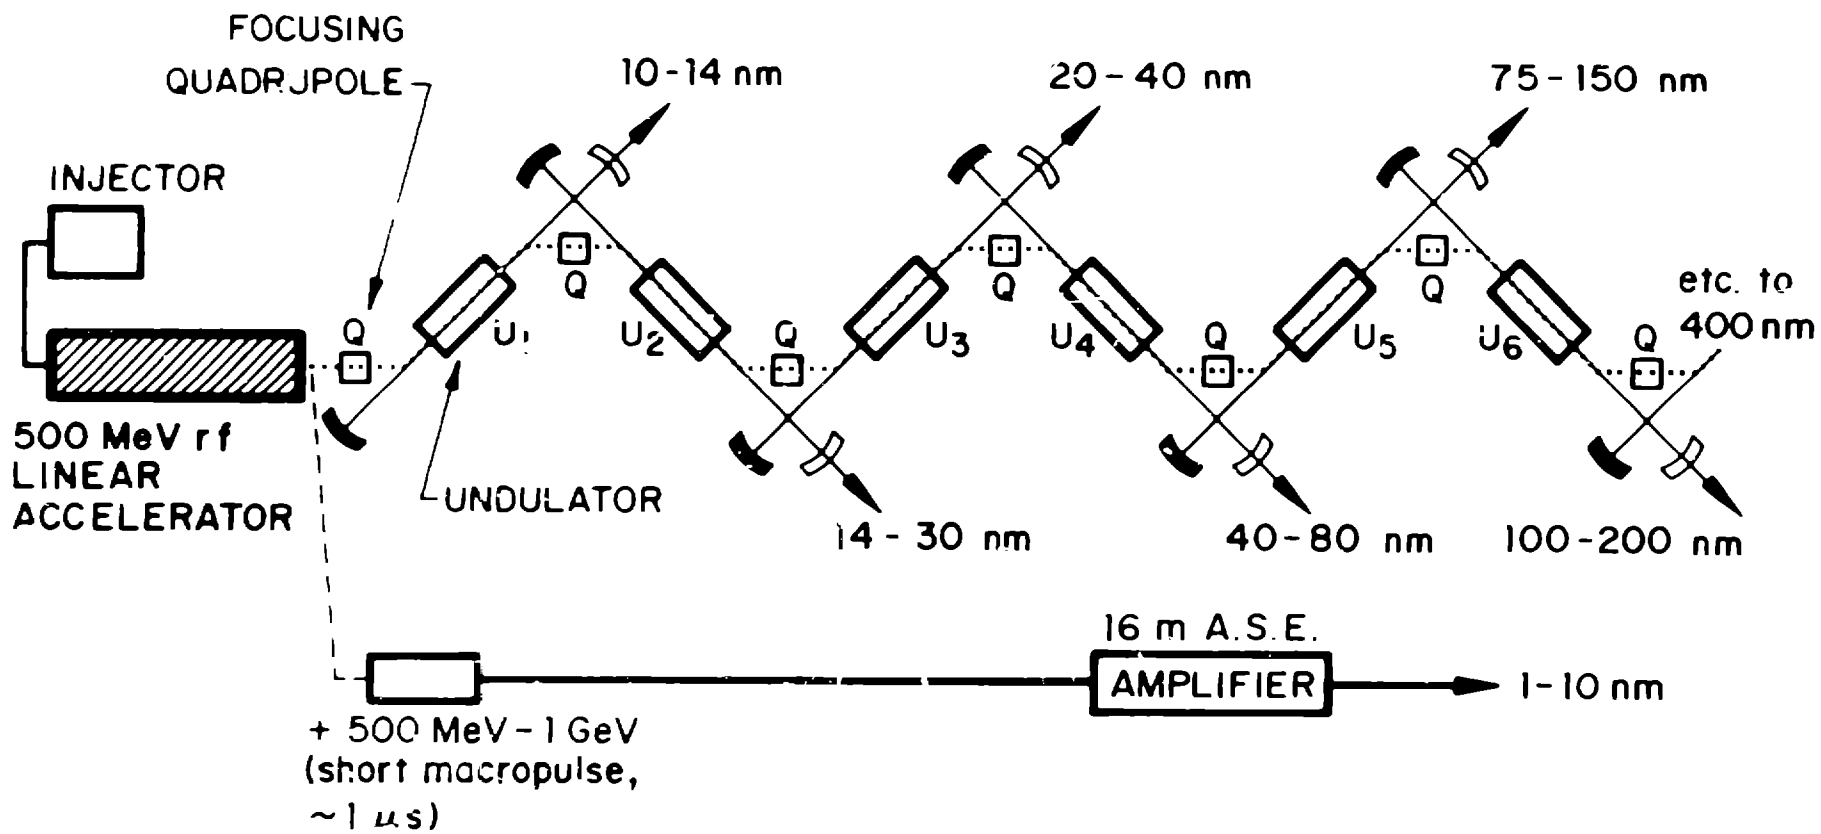 FOCUSING
QUADRJPOLE
10-14 nm
20-40 nm
75-150 nm
INJECTOR
Q
Q
Q
Q
Q
Q
Q
U1
U2
U3
U4
U5
U6
etc. to
400 nm
500 MeV rf
LINEAR
ACCELERATOR
UNDULATOR
14-30 nm
40-80 nm
100-200 nm
16 m A.S.E.
AMPLIFIER
1-10 nm
+ 500 MeV-1 GeV
(short macropulse,
~1 μs)